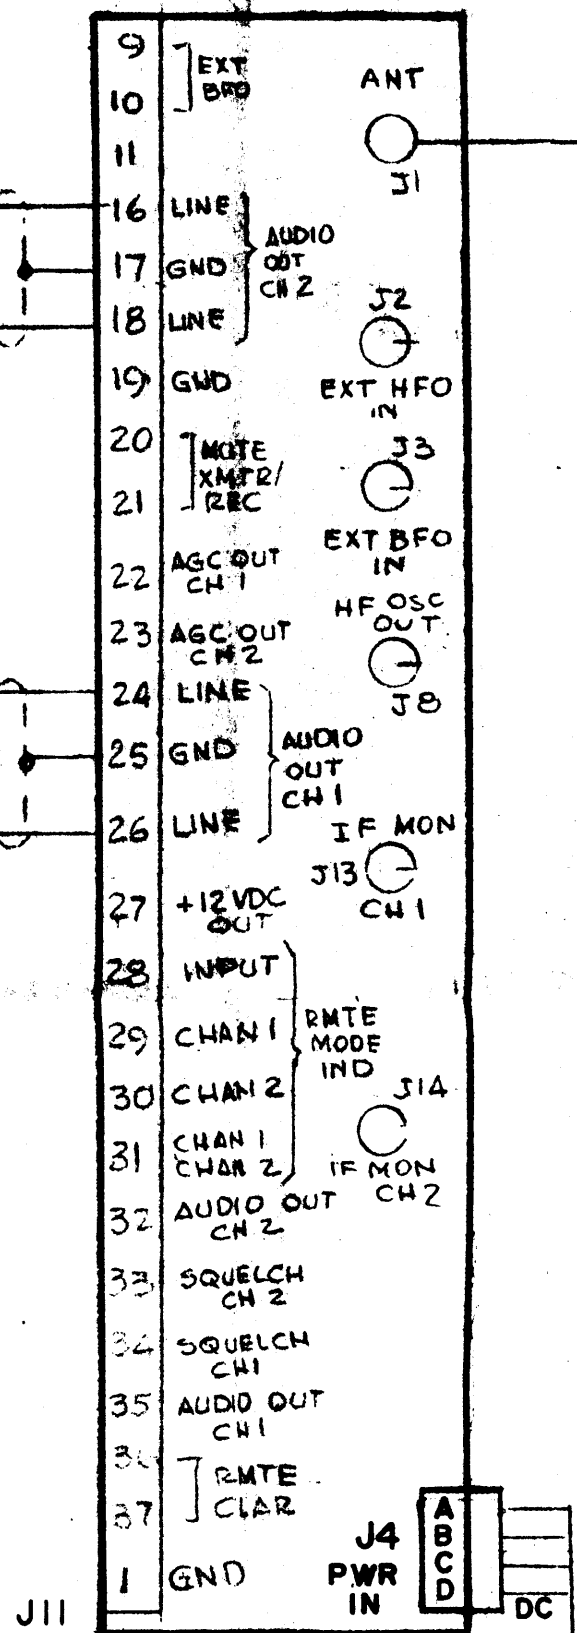 9
10
EXT
BFO
11
16 LINE
17 GND
18 LINE
AUDIO
OUT
CH 2
19 GND
20
21
MUTE
XMTR/
REC
22 AGC OUT
CH 1
23 AGC OUT
CH 2
24 LINE
25 GND
26 LINE
AUDIO
OUT
CH 1
27 +12 VDC
OUT
28 INPUT
29 CHAN 1
30 CHAN 2
31 CHAN 1
CHAN 2
RMTE
MODE
IND
32 AUDIO OUT
CH 2
33 SQUELCH
CH 2
34 SQUELCH
CH1
35 AUDIO OUT
CH 1
36
37
RMTE
CLAR
1 GND
J11
ANT
J1
J2
EXT HFO
IN
J3
EXT BFO
IN
HF OSC
OUT
J8
IF MON
J13
CH 1
J14
IF MON
CH 2
J4
PWR
IN
A
B
C
D
DC